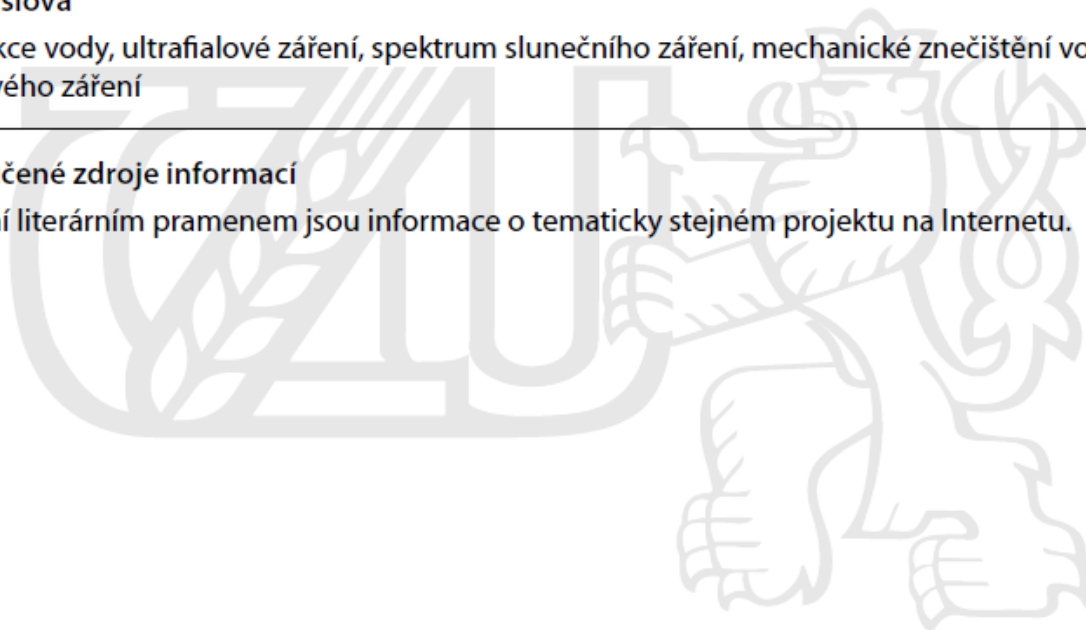 slova
kce vody, ultrafialové záření, spektrum slunečního záření, mechanické znečištění vo
vého záření
čené zdroje informací
í literárním pramenem jsou informace o tematicky stejném projektu na Internetu.
ČZU